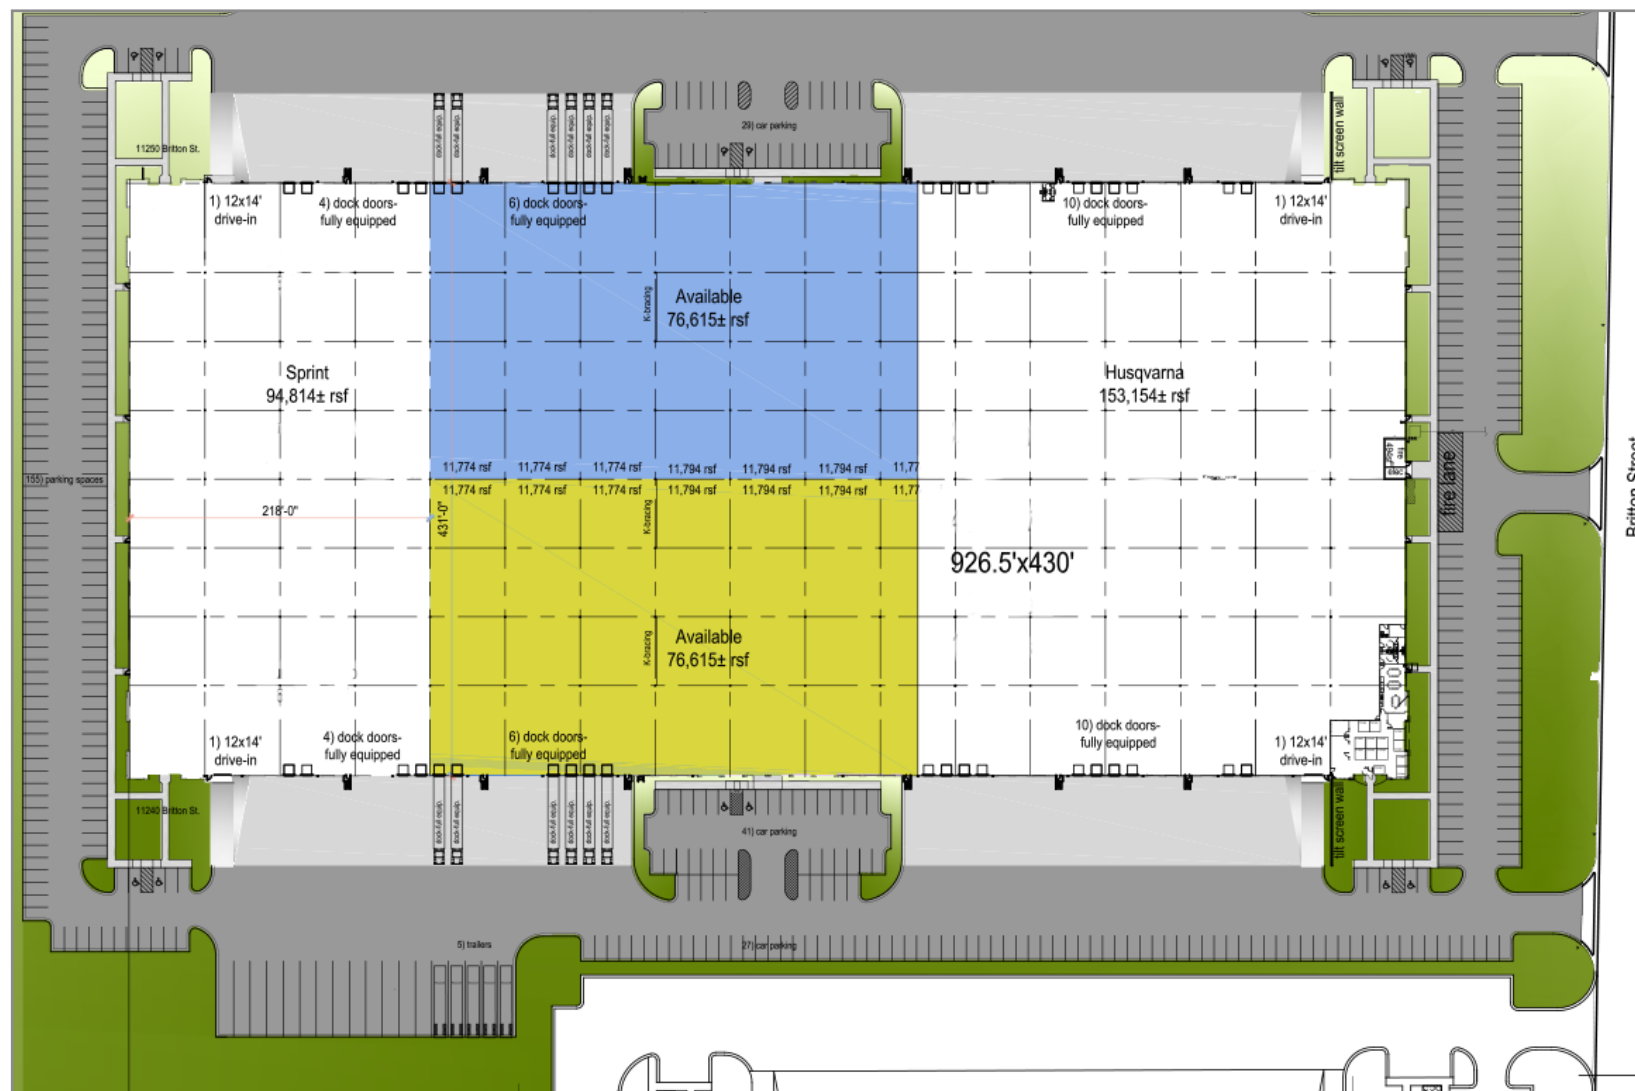 11250 Britton St.
29) car parking
tilt screen wall
1) 12x14'
drive-in
4) dock doors-
fully equipped
6) dock doors-
fully equipped
10) dock doors-
fully equipped
1) 12x14'
drive-in
K-bracing
Available
76,615± rsf
Sprint
94,814± rsf
Husqvarna
153,154± rsf
11,774 rsf
11,774 rsf
11,774 rsf
11,794 rsf
11,794 rsf
11,794 rsf
11,77
155) parking spaces
11,774 rsf
11,774 rsf
11,774 rsf
11,794 rsf
11,794 rsf
11,794 rsf
11,77
fire lane
Britton Street
218'-0"
431'-0"
K-bracing
926.5'x430'
K-bracing
Available
76,615± rsf
1) 12x14'
drive-in
4) dock doors-
fully equipped
6) dock doors-
fully equipped
10) dock doors-
fully equipped
1) 12x14'
drive-in
11240 Britton St.
41) car parking
tilt screen wall
5) trailers
27) car parking